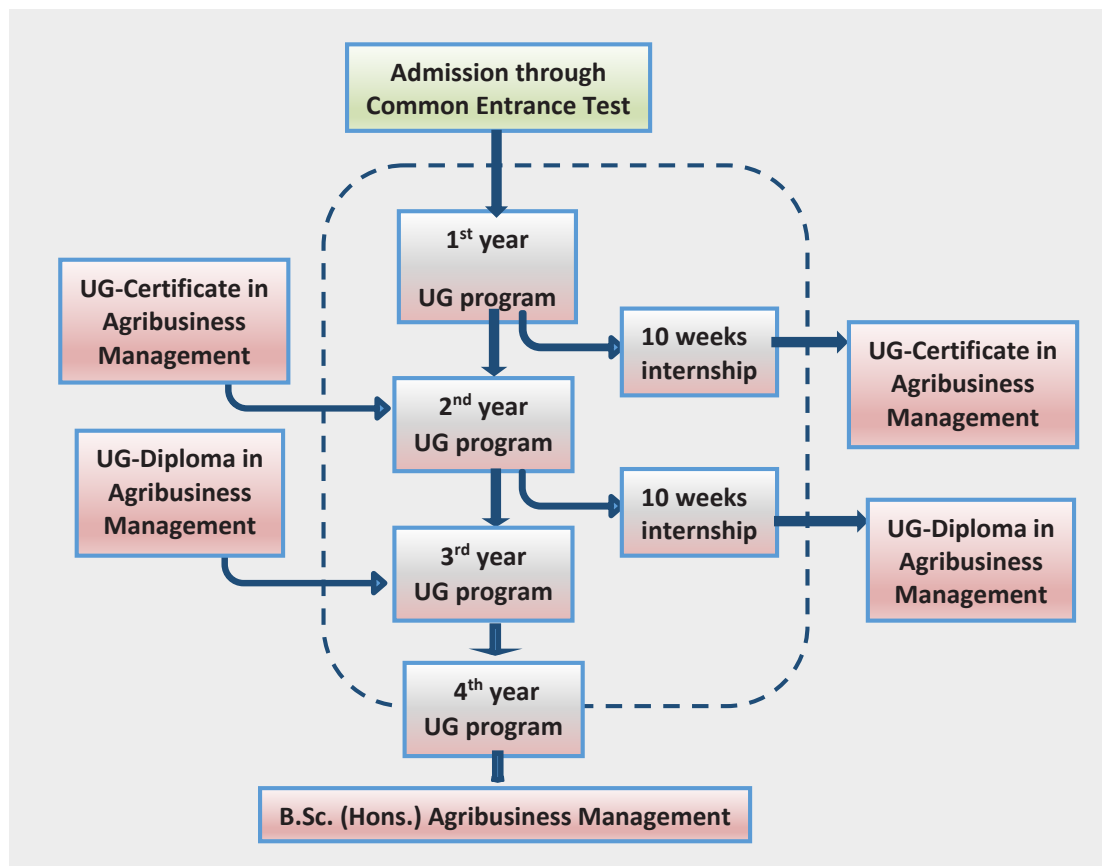 Admission through
Common Entrance Test
1st year
UG program
UG-Certificate in
Agribusiness
Management
10 weeks
internship
UG-Certificate in
Agribusiness
Management
2nd year
UG program
UG-Diploma in
Agribusiness
Management
10 weeks
internship
UG-Diploma in
Agribusiness
Management
3rd year
UG program
4th year
UG program
B.Sc. (Hons.) Agribusiness Management